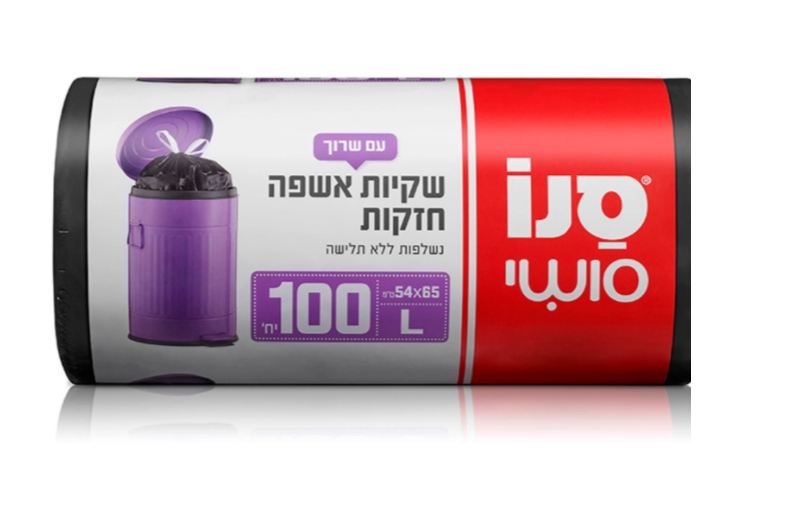 עם שרוך
שקיות אשפה
חזקות
נשלפות ללא תלישה
100 יח'
54X65 ס"מ
L
סנו®
סושי